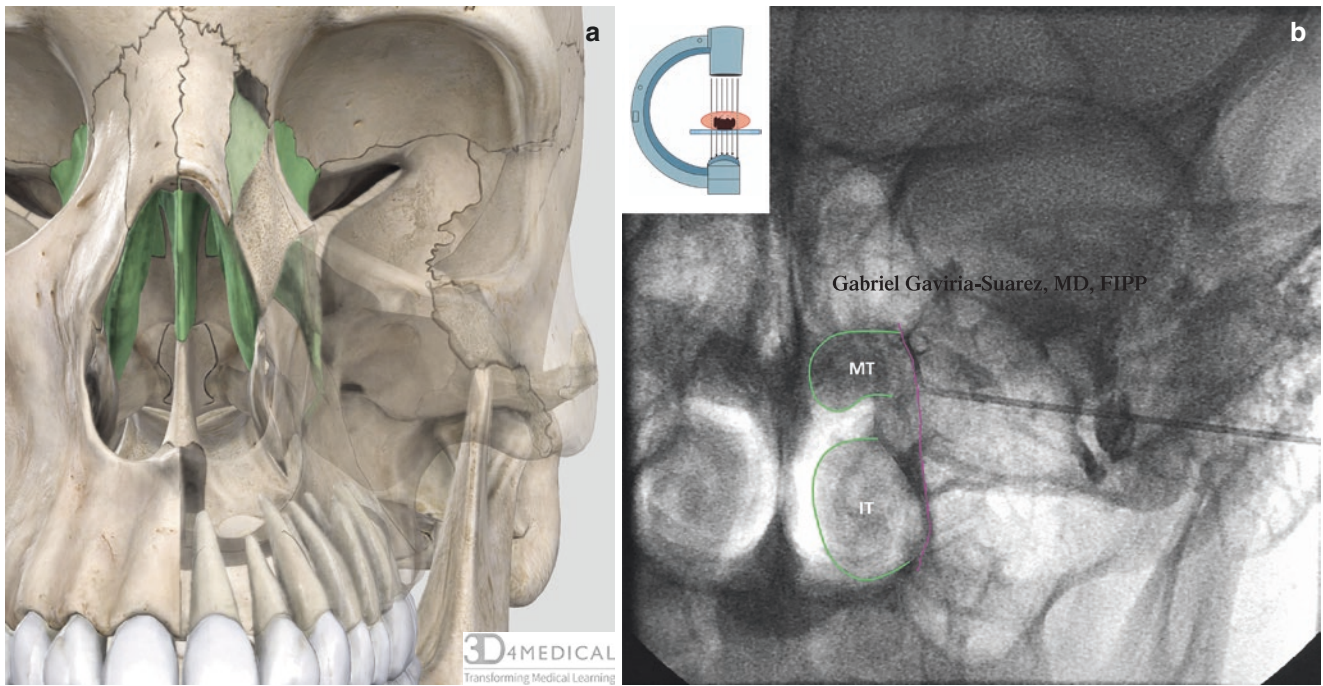 a
3D4MEDICAL
Transforming Medical Learning
b
Gabriel Gaviria-Suarez, MD, FIPP
MT
IT